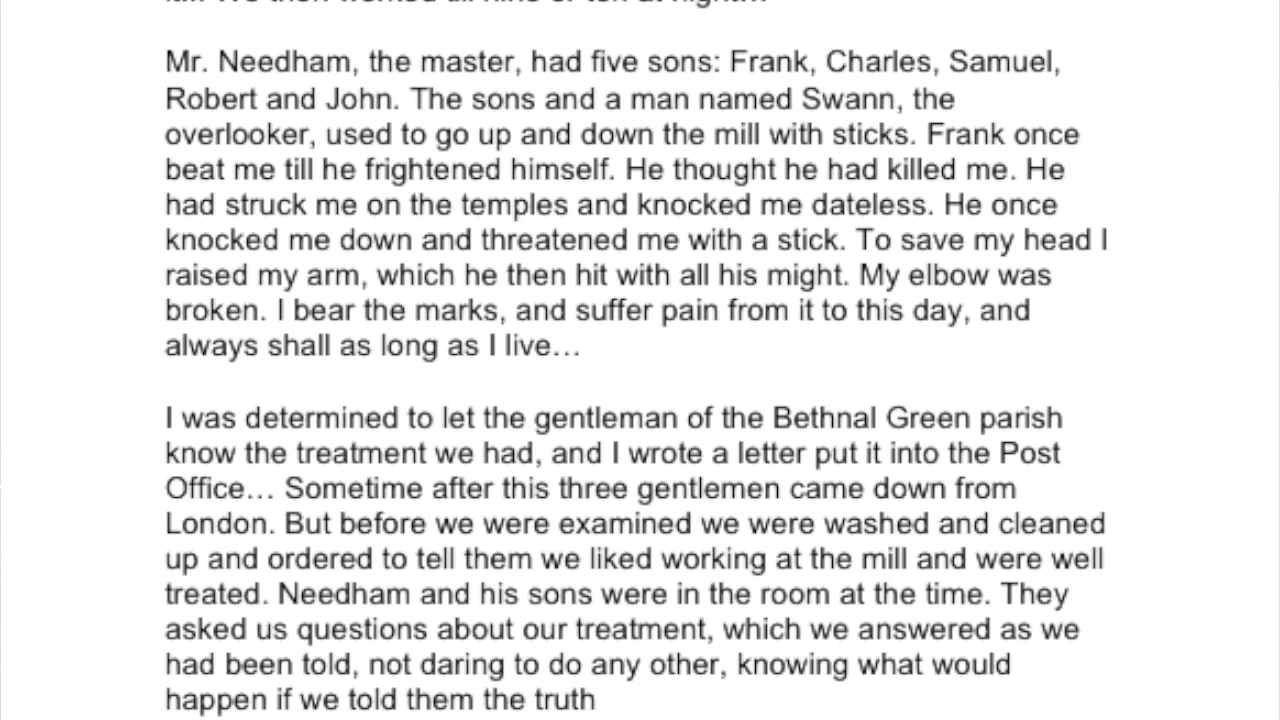 Mr. Needham, the master, had five sons: Frank, Charles, Samuel,
Robert and John. The sons and a man named Swann, the
overlooker, used to go up and down the mill with sticks. Frank once
beat me till he frightened himself. He thought he had killed me. He
had struck me on the temples and knocked me dateless. He once
knocked me down and threatened me with a stick. To save my head I
raised my arm, which he then hit with all his might. My elbow was
broken. I bear the marks, and suffer pain from it to this day, and
always shall as long as I live…
I was determined to let the gentleman of the Bethnal Green parish
know the treatment we had, and I wrote a letter put it into the Post
Office… Sometime after this three gentlemen came down from
London. But before we were examined we were washed and cleaned
up and ordered to tell them we liked working at the mill and were well
treated. Needham and his sons were in the room at the time. They
asked us questions about our treatment, which we answered as we
had been told, not daring to do any other, knowing what would
happen if we told them the truth